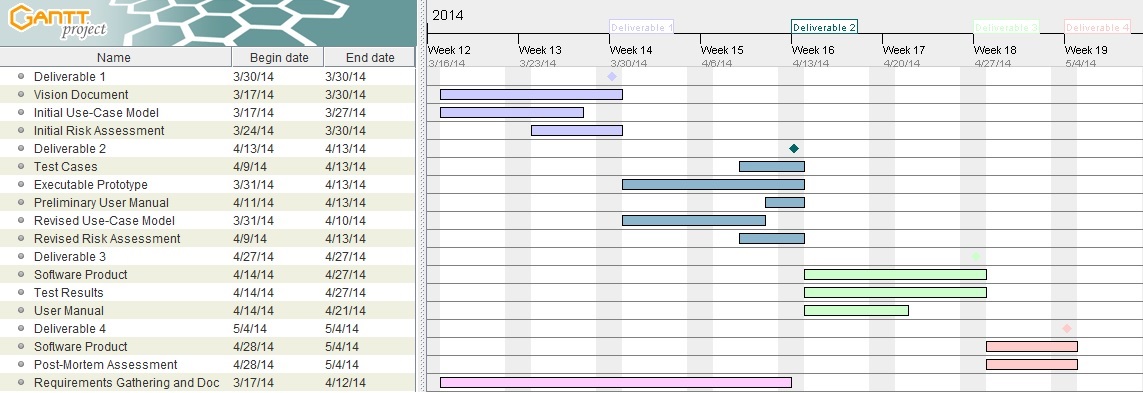 GANTT
project
2014
Deliverable 1 Deliverable 2 Deliverable 3 Deliverable 4
Name Begin date End date
Week 12 Week 13 Week 14 Week 15 Week 16 Week 17 Week 18 Week 19
3/16/14 3/23/14 3/30/14 4/6/14 4/13/14 4/20/14 4/27/14 5/4/14
Deliverable 1 3/30/14 3/30/14
Vision Document 3/17/14 3/30/14
Initial Use-Case Model 3/17/14 3/27/14
Initial Risk Assessment 3/24/14 3/30/14
Deliverable 2 4/13/14 4/13/14
Test Cases 4/9/14 4/13/14
Executable Prototype 3/31/14 4/13/14
Preliminary User Manual 4/11/14 4/13/14
Revised Use-Case Model 3/31/14 4/10/14
Revised Risk Assessment 4/9/14 4/13/14
Deliverable 3 4/27/14 4/27/14
Software Product 4/14/14 4/27/14
Test Results 4/14/14 4/27/14
User Manual 4/14/14 4/21/14
Deliverable 4 5/4/14 5/4/14
Software Product 4/28/14 5/4/14
Post-Mortem Assessment 4/28/14 5/4/14
Requirements Gathering and Doc 3/17/14 4/12/14